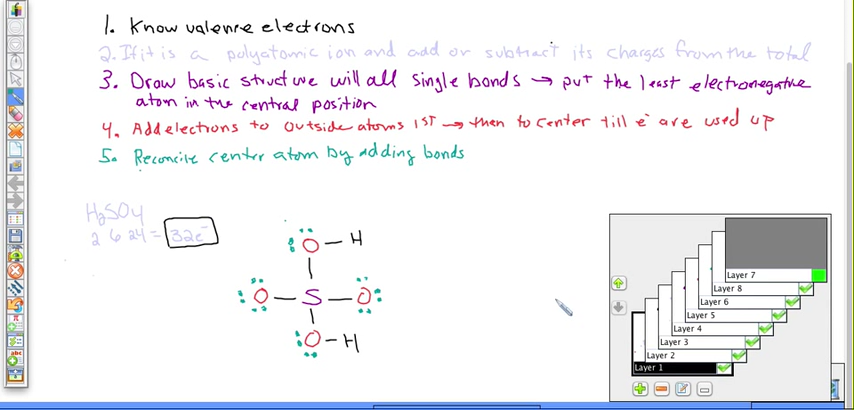 1. Know valence electrons
2. If it is a polyatomic ion and add or subtract its charges from the total
3. Draw basic structure will all single bonds → put the least electronegative
atom in the central position
4. Add electrons to outside atoms 1st → then to center till e⁻ are used up
5. Reconcile center atom by adding bonds
H₂SO₄
2 6 24 = 32e⁻
O — H
O — S — O
O — H
Layer 7
Layer 8
Layer 6
Layer 5
Layer 4
Layer 3
Layer 2
Layer 1